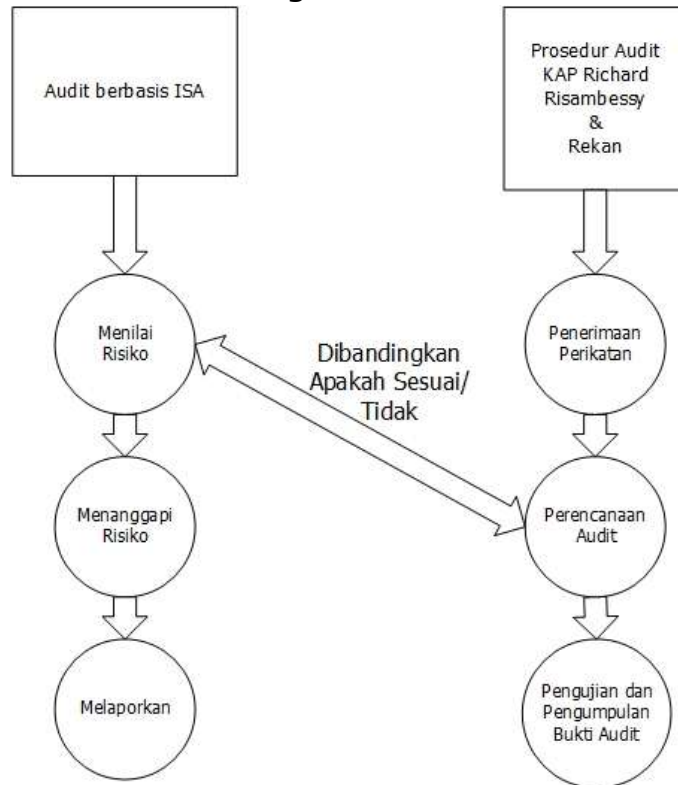 Audit berbasis ISA
Prosedur Audit
KAP Richard
Risambessy
&
Rekan
Menilai
Risiko
Dibandingkan
Apakah Sesuai/
Tidak
Penerimaan
Perikatan
Menanggapi
Risiko
Perencanaan
Audit
Melaporkan
Pengujian dan
Pengumpulan
Bukti Audit